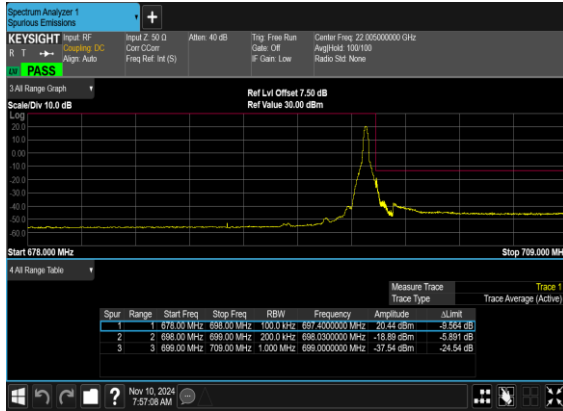 Spectrum Analyzer 1
Spurious Emissions
+
KEYSIGHT Input: RF Input Z: 50 Ω Atten: 40 dB Trig: Free Run Center Freq: 22.005000000 GHz
R T Coupling: DC Corr CCorr Gate: Off Avg|Hold: 100/100
Align: Auto Freq Ref: Int (S) IF Gain: Low Radio Std: None
PASS
3 All Range Graph Ref Lvl Offset 7.50 dB
Scale/Div 10.0 dB Ref Value 30.00 dBm
Log
20.0
10.0
0.00
-10.0
-20.0
-30.0
-40.0
-50.0
-60.0
Start 678.000 MHz Stop 709.000 MH
4 All Range Table
Measure Trace Trace 1
Trace Type Trace Average (Active)
Spur Range Start Freq Stop Freq RBW Frequency Amplitude ΔLimit
1 1 678.00 MHz 698.00 MHz 100.0 kHz 697.4000000 MHz 20.44 dBm -9.564 dB
2 2 698.00 MHz 699.00 MHz 200.0 kHz 698.0300000 MHz -18.89 dBm -5.891 dB
3 3 699.00 MHz 709.00 MHz 1.000 MHz 699.0000000 MHz -37.54 dBm -24.54 dB
? Nov 10, 2024
7:57:08 AM